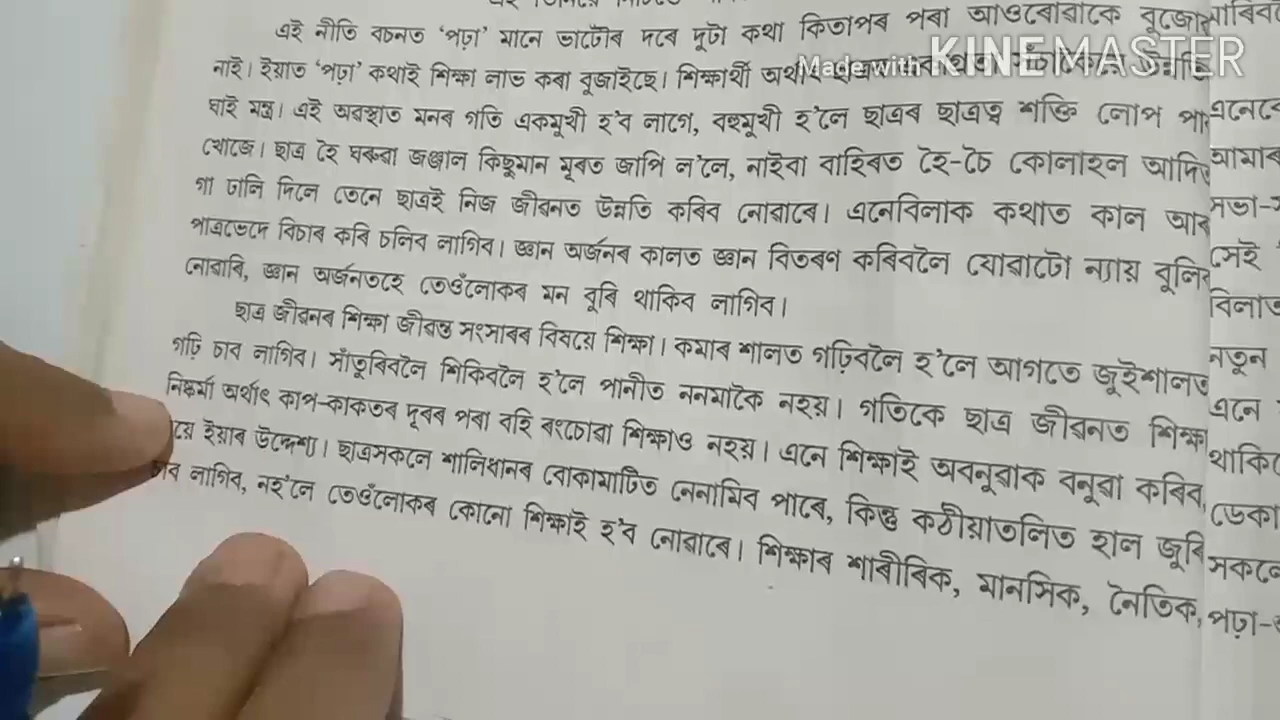 এই নীতি বচনত ‘পঢ়া’ মানে ভাটৌৰ দৰে দুটা কথা কিতাপৰ পৰা আওৰোৱাকে বুজোৱা
Made with KINEMASTER
নাই। ইয়াত ‘পঢ়া’ কথাই শিক্ষা লাভ কৰা বুজাইছে। শিক্ষাৰ্থী অৰ্থাৎ
ঘাই মন্ত্ৰ। এই অৱস্থাত মনৰ গতি একমুখী হ’ব লাগে, বহুমুখী হ’লে ছাত্ৰৰ ছাত্ৰত্ব শক্তি লোপ পা
খোজে। ছাত্ৰ হৈ ঘৰুৱা জঞ্জাল কিছুমান মূৰত জাপি ল’লে, নাইবা বাহিৰত হৈ-চৈ কোলাহল আদিত
গা ঢালি দিলে তেনে ছাত্ৰই নিজ জীৱনত উন্নতি কৰিব নোৱাৰে। এনেবিলাক কথাত কাল আৰু
পাত্ৰভেদে বিচাৰ কৰি চলিব লাগিব। জ্ঞান অৰ্জনৰ কালত জ্ঞান বিতৰণ কৰিবলৈ যোৱাটো ন্যায় বুলিব
নোৱাৰি, জ্ঞান অৰ্জনতহে তেওঁলোকৰ মন বুৰি থাকিব লাগিব।
ছাত্ৰ জীৱনৰ শিক্ষা জীৱন্ত সংসাৰৰ বিষয়ে শিক্ষা। কমাৰ শালত গঢ়িবলৈ হ’লে আগতে জুইশালত
গঢ়ি চাব লাগিব। সাঁতুৰিবলৈ শিকিবলৈ হ’লে পানীত ননমাকৈ নহয়। গতিকে ছাত্ৰ জীৱনত শিক্ষা
নিষ্কৰ্মা অৰ্থাৎ কাপ-কাকতৰ দূৰৰ পৰা বহি ৰংচোৱা শিক্ষাও নহয়। এনে শিক্ষাই অবনুৱাক বনুৱা কৰিব,
য়ে ইয়াৰ উদ্দেশ্য। ছাত্ৰসকলে শালিধানৰ বোকামাটিত নেনামিব পাৰে, কিন্তু কঠীয়াতলিত হাল জুৰি
চাব লাগিব, নহ’লে তেওঁলোকৰ কোনো শিক্ষাই হ’ব নোৱাৰে। শিক্ষাৰ শাৰীৰিক, মানসিক, নৈতিক,
এনেকে
আমাৰ
সভা-স
সেই
বিলাত
নতুন
এনে
থাকিে
ডেকা
সকলে
পঢ়া-